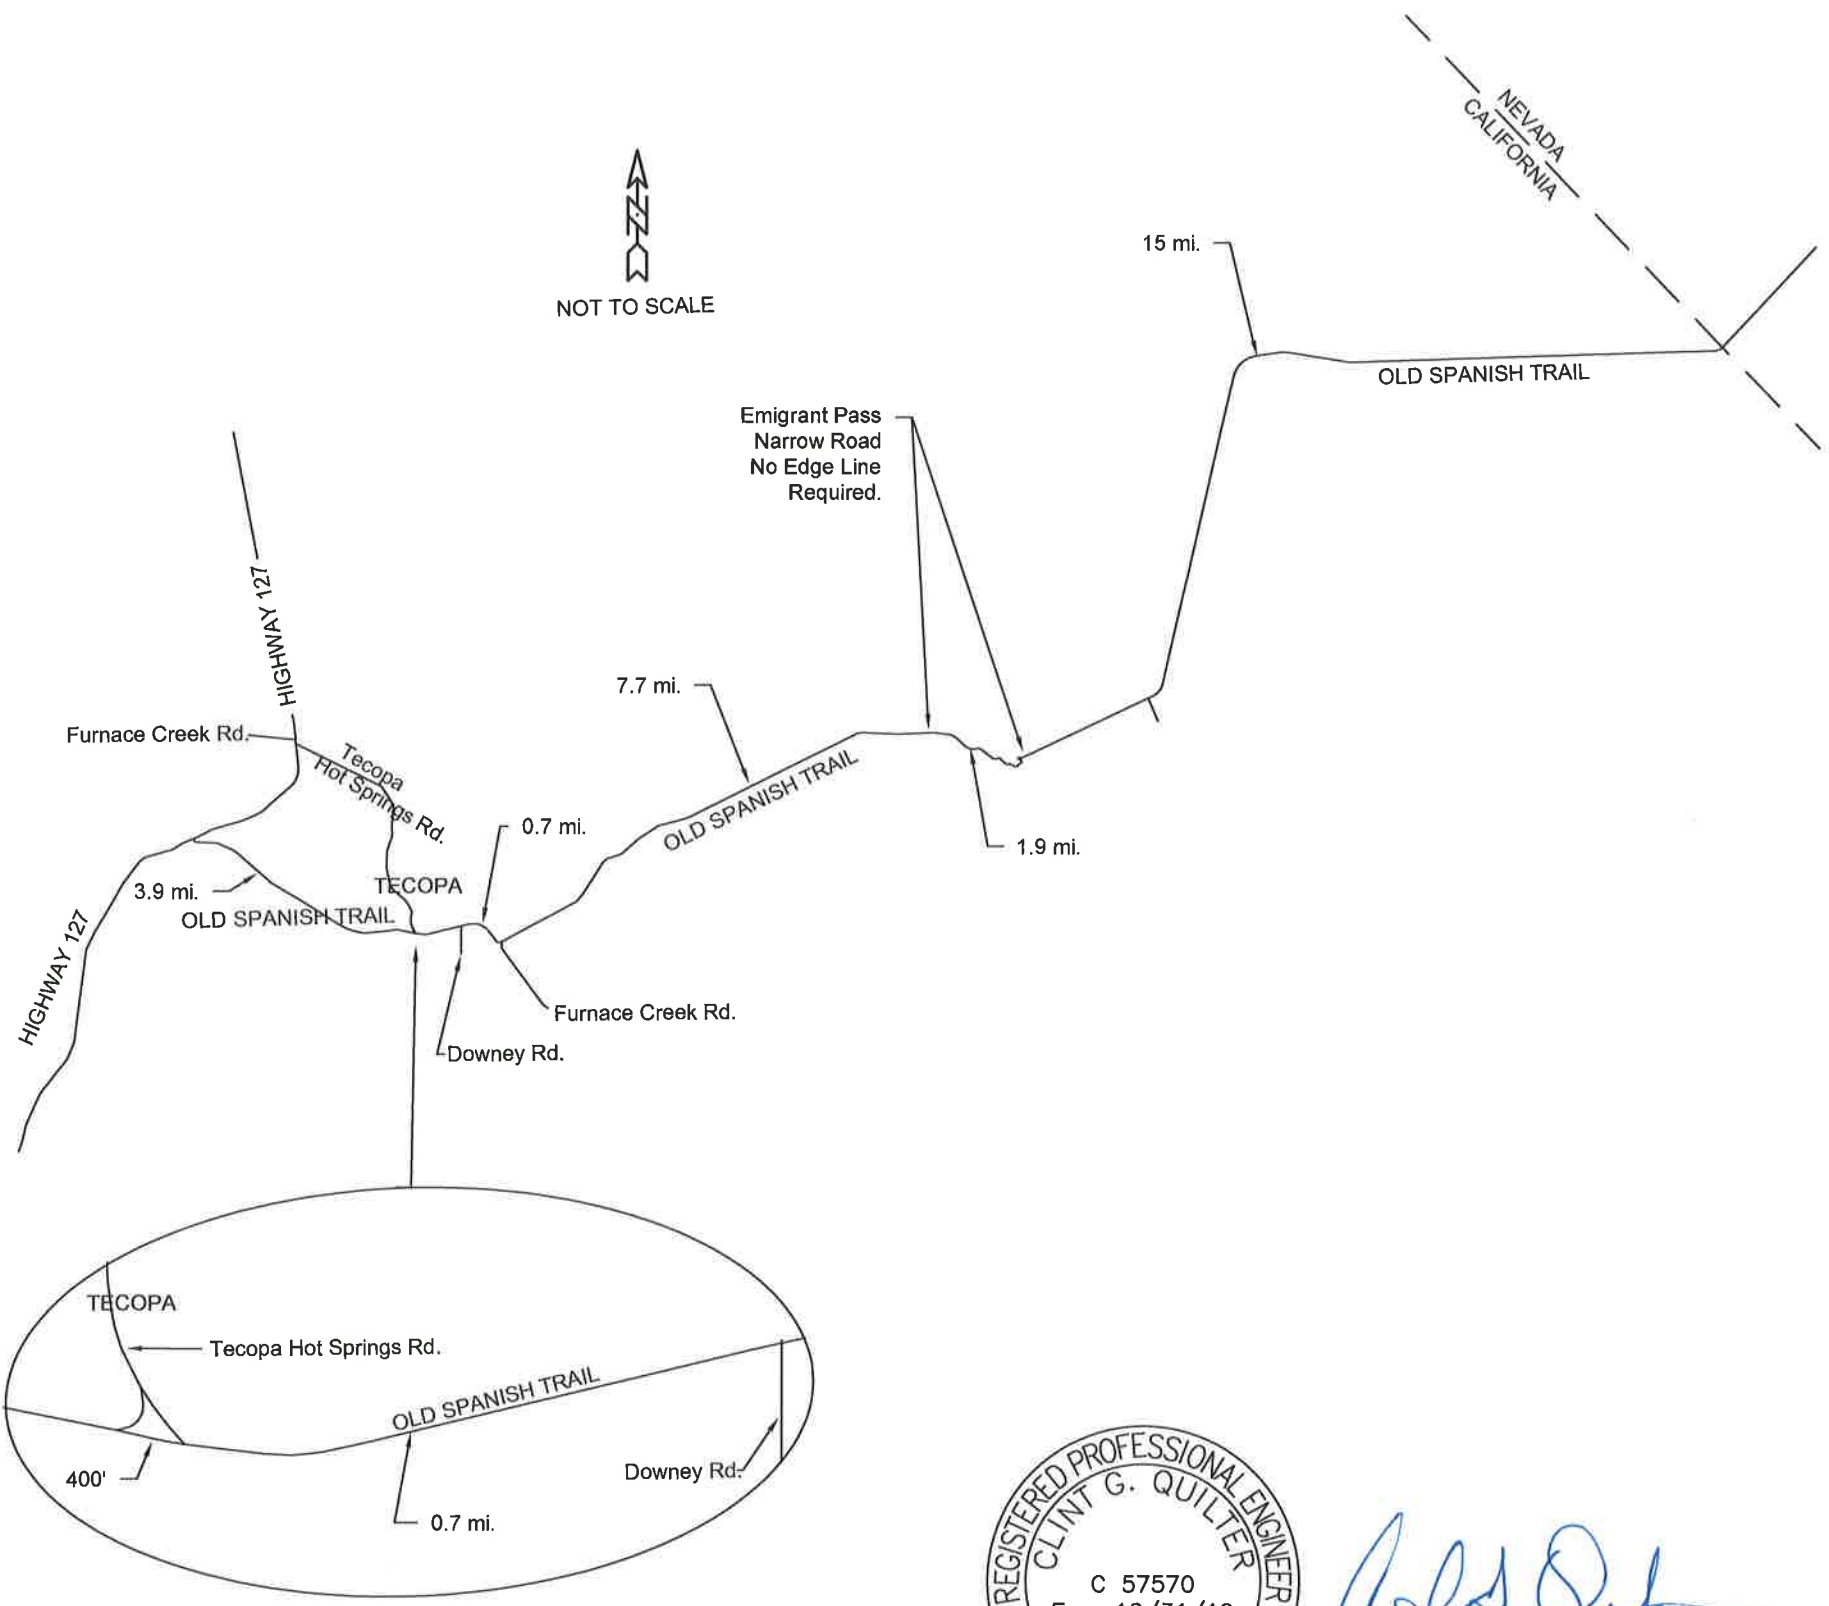 NEVADA
CALIFORNIA
NOT TO SCALE
15 mi.
OLD SPANISH TRAIL
Emigrant Pass
Narrow Road
No Edge Line
Required.
HIGHWAY 127
7.7 mi.
Furnace Creek Rd.
Tecopa
Hot Springs Rd.
OLD SPANISH TRAIL
0.7 mi.
1.9 mi.
3.9 mi.
TECOPA
OLD SPANISH TRAIL
HIGHWAY 127
Furnace Creek Rd.
Downey Rd.
TECOPA
Tecopa Hot Springs Rd.
OLD SPANISH TRAIL
400'
Downey Rd.
0.7 mi.
REGISTERED PROFESSIONAL ENGINEER
CLINT G. QUILTER
C 57570